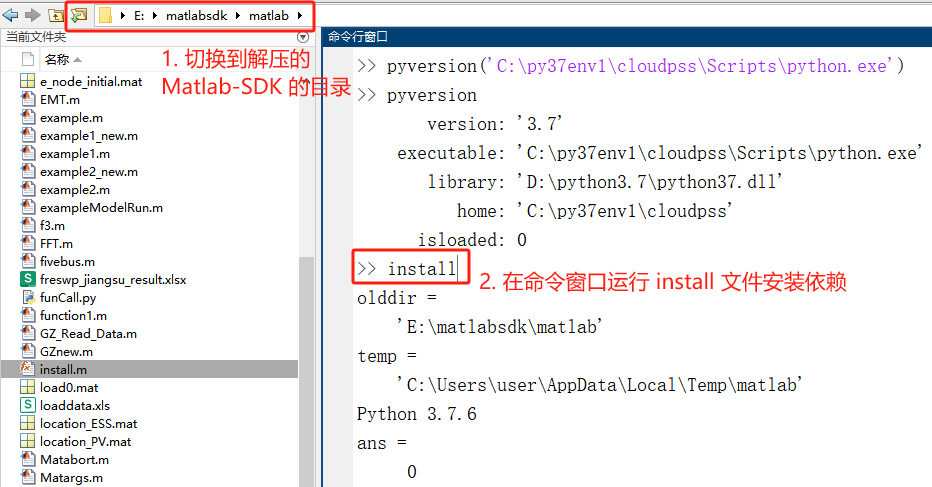 E: matlabsdk matlab
当前文件夹
名称
e_node_initial.mat
EMT.m
example.m
example1_new.m
example1.m
example2_new.m
example2.m
exampleModelRun.m
f3.m
FFT.m
fivebus.m
freswp_jiangsu_result.xlsx
funCall.py
function1.m
GZ_Read_Data.m
GZnew.m
install.m
load0.mat
loaddata.xls
location_ESS.mat
location_PV.mat
Matabort.m
Matargs.m
1. 切换到解压的
Matlab-SDK 的目录
命令行窗口
>> pyversion('C:\py37env1\cloudpss\Scripts\python.exe')
>> pyversion
version: '3.7'
executable: 'C:\py37env1\cloudpss\Scripts\python.exe'
library: 'D:\python3.7\python37.dll'
home: 'C:\py37env1\cloudpss'
isloaded: 0
>> install
2. 在命令窗口运行 install 文件安装依赖
olddir =
'E:\matlabsdk\matlab'
temp =
'C:\Users\user\AppData\Local\Temp\matlab'
Python 3.7.6
ans =
0